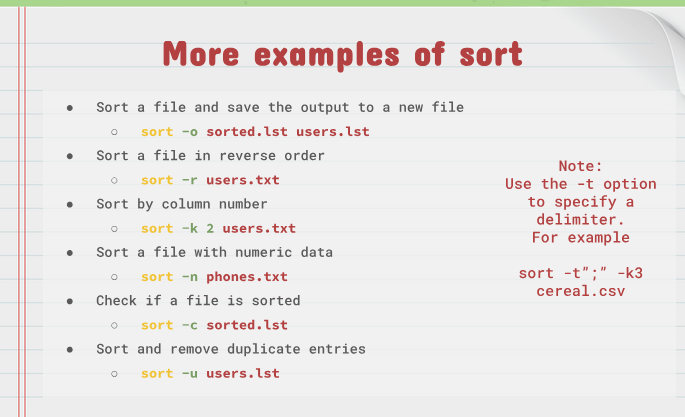 More examples of sort
● Sort a file and save the output to a new file
○ sort -o sorted.lst users.lst
● Sort a file in reverse order
○ sort -r users.txt
● Sort by column number
○ sort -k 2 users.txt
● Sort a file with numeric data
○ sort -n phones.txt
● Check if a file is sorted
○ sort -c sorted.lst
● Sort and remove duplicate entries
○ sort -u users.lst
Note:
Use the -t option
to specify a
delimiter.
For example
sort -t”;” -k3
cereal.csv